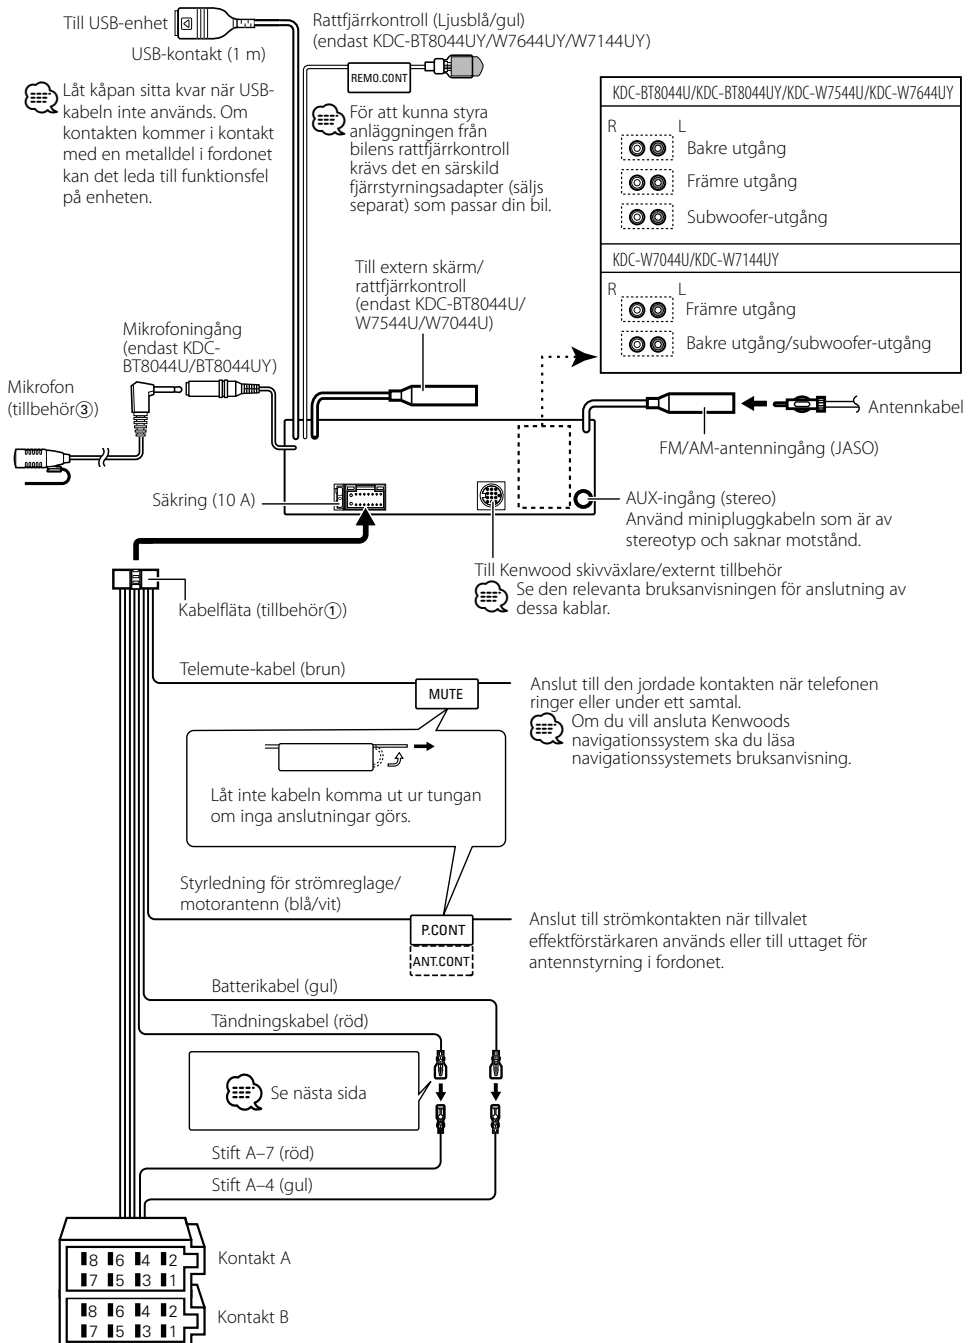 Till USB-enhet
USB-kontakt (1 m)
Låt kåpan sitta kvar när USB-
kabeln inte används. Om
kontakten kommer i kontakt
med en metalldel i fordonet
kan det leda till funktionsfel
på enheten.
Rattfjärrkontroll (Ljusblå/gul)
(endast KDC-BT8044UY/W7644UY/W7144UY)
REMO.CONT
För att kunna styra
anläggningen från
bilens rattfjärrkontroll
krävs det en särskild
fjärrstyrningsadapter (säljs
separat) som passar din bil.
KDC-BT8044U/KDC-BT8044UY/KDC-W7544U/KDC-W7644UY
R L
Bakre utgång
Främre utgång
Subwoofer-utgång
KDC-W7044U/KDC-W7144UY
R L
Främre utgång
Bakre utgång/subwoofer-utgång
Till extern skärm/
rattfjärrkontroll
(endast KDC-BT8044U/
W7544U/W7044U)
Mikrofoningång
(endast KDC-
BT8044U/BT8044UY)
Mikrofon
(tillbehör③)
Antennkabel
FM/AM-antenningång (JASO)
Säkring (10 A)
AUX-ingång (stereo)
Använd minipluggkabeln som är av
stereotyp och saknar motstånd.
Till Kenwood skivväxlare/externt tillbehör
Se den relevanta bruksanvisningen för anslutning av
dessa kablar.
Kabelfläta (tillbehör①)
Telemute-kabel (brun)
MUTE
Anslut till den jordade kontakten när telefonen
ringer eller under ett samtal.
Om du vill ansluta Kenwoods
navigationssystem ska du läsa
navigationssystemets bruksanvisning.
Låt inte kabeln komma ut ur tungan
om inga anslutningar görs.
Styrledning för strömreglage/
motorantenn (blå/vit)
P.CONT
ANT.CONT
Anslut till strömkontakten när tillvalet
effektförstärkaren används eller till uttaget för
antennstyrning i fordonet.
Batterikabel (gul)
Tändningskabel (röd)
Se nästa sida
Stift A–7 (röd)
Stift A–4 (gul)
8 6 4 2
7 5 3 1
Kontakt A
8 6 4 2
7 5 3 1
Kontakt B